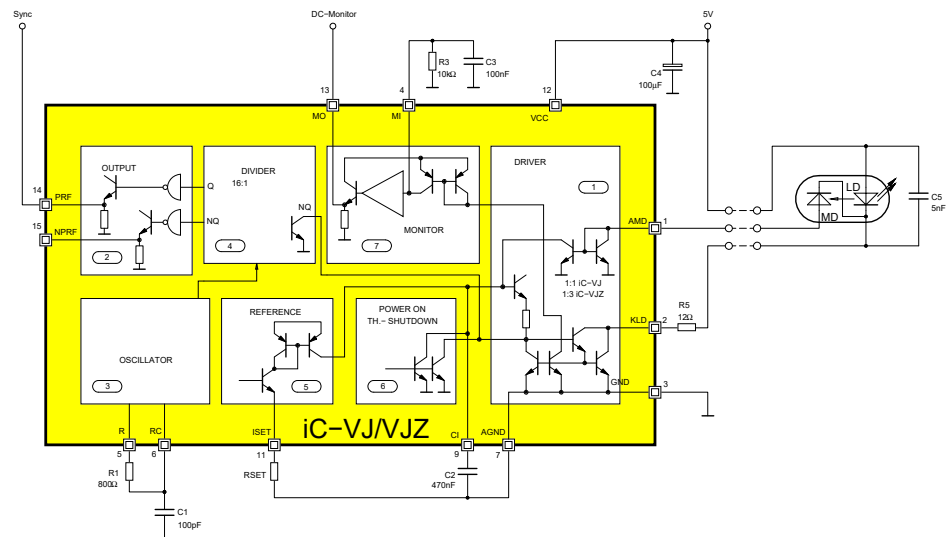 Sync
DC-Monitor
5V
R3
10kΩ
C3
100nF
C4
100µF
13
4
12
MO
MI
VCC
OUTPUT
DIVIDER
16:1
DRIVER
1
14
PRF
Q
NQ
NQ
15
NPRF
2
4
MONITOR
7
AMD
1
LD
MD
C5
5nF
1:1 iC-VJ
1:3 iC-VJZ
REFERENCE
POWER ON
TH.- SHUTDOWN
KLD
2
R5
12Ω
OSCILLATOR
3
5
6
GND
3
iC-VJ/VJZ
R
RC
ISET
CI
AGND
5
6
11
9
7
R1
800Ω
RSET
C2
470nF
C1
100pF